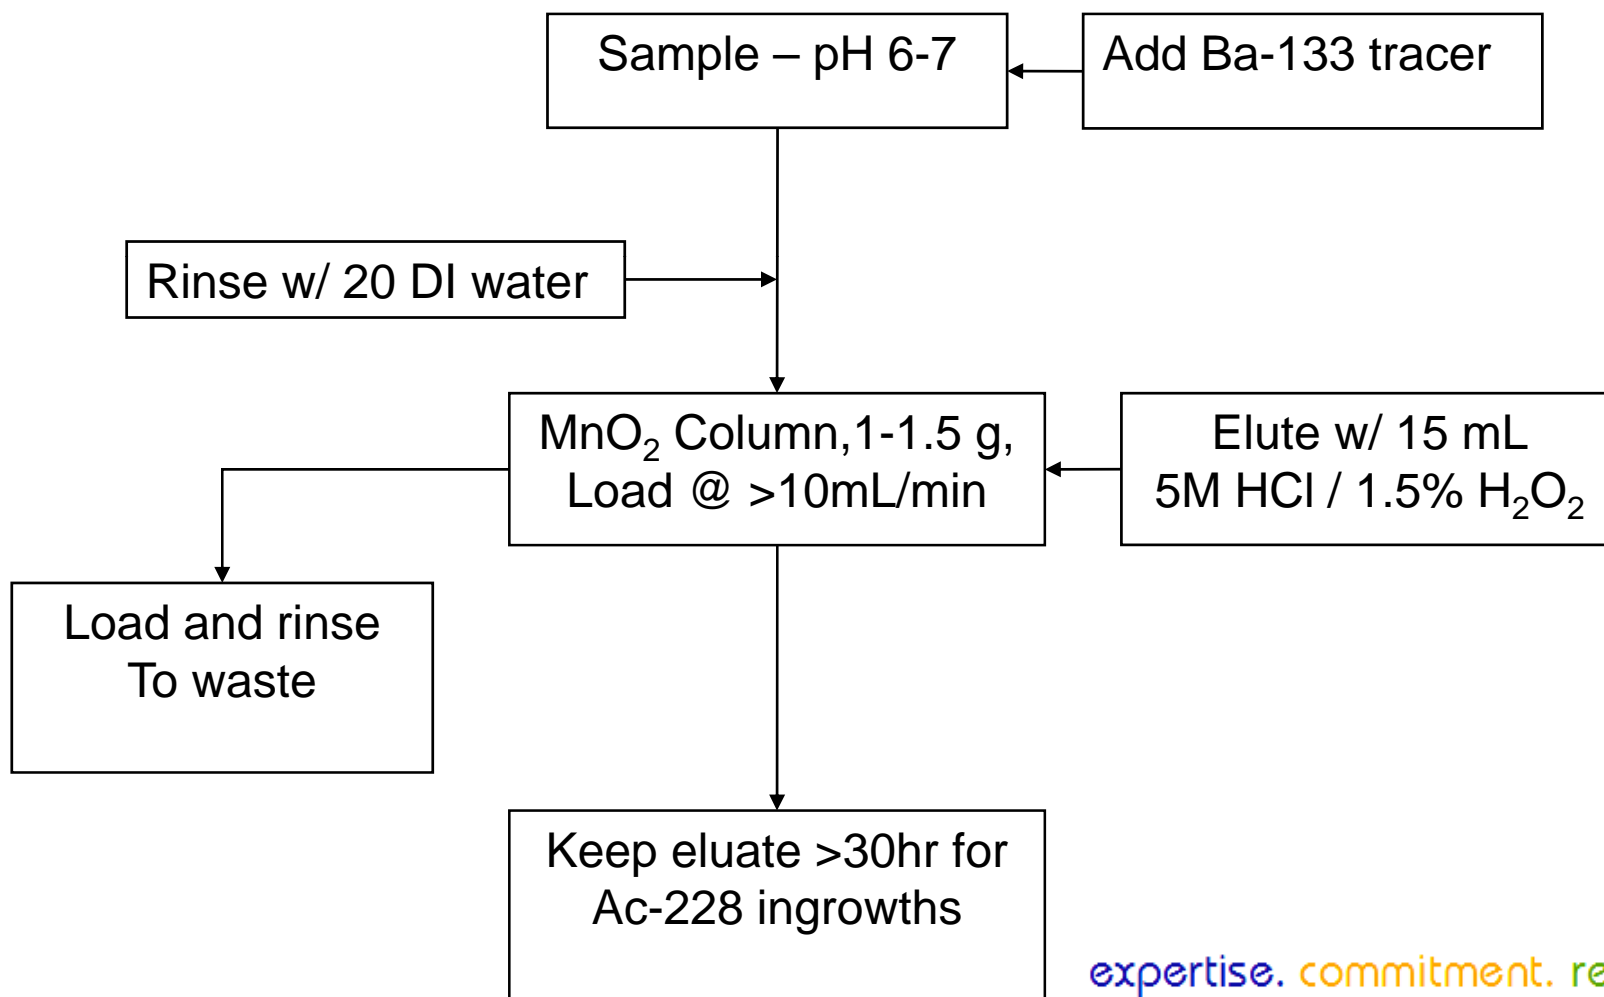 Sample – pH 6-7
Add Ba-133 tracer
Rinse w/ 20 DI water
MnO₂ Column,1-1.5 g,
Load @ >10mL/min
Elute w/ 15 mL
5M HCl / 1.5% H₂O₂
Load and rinse
To waste
Keep eluate >30hr for
Ac-228 ingrowths
expertise. commitment. re